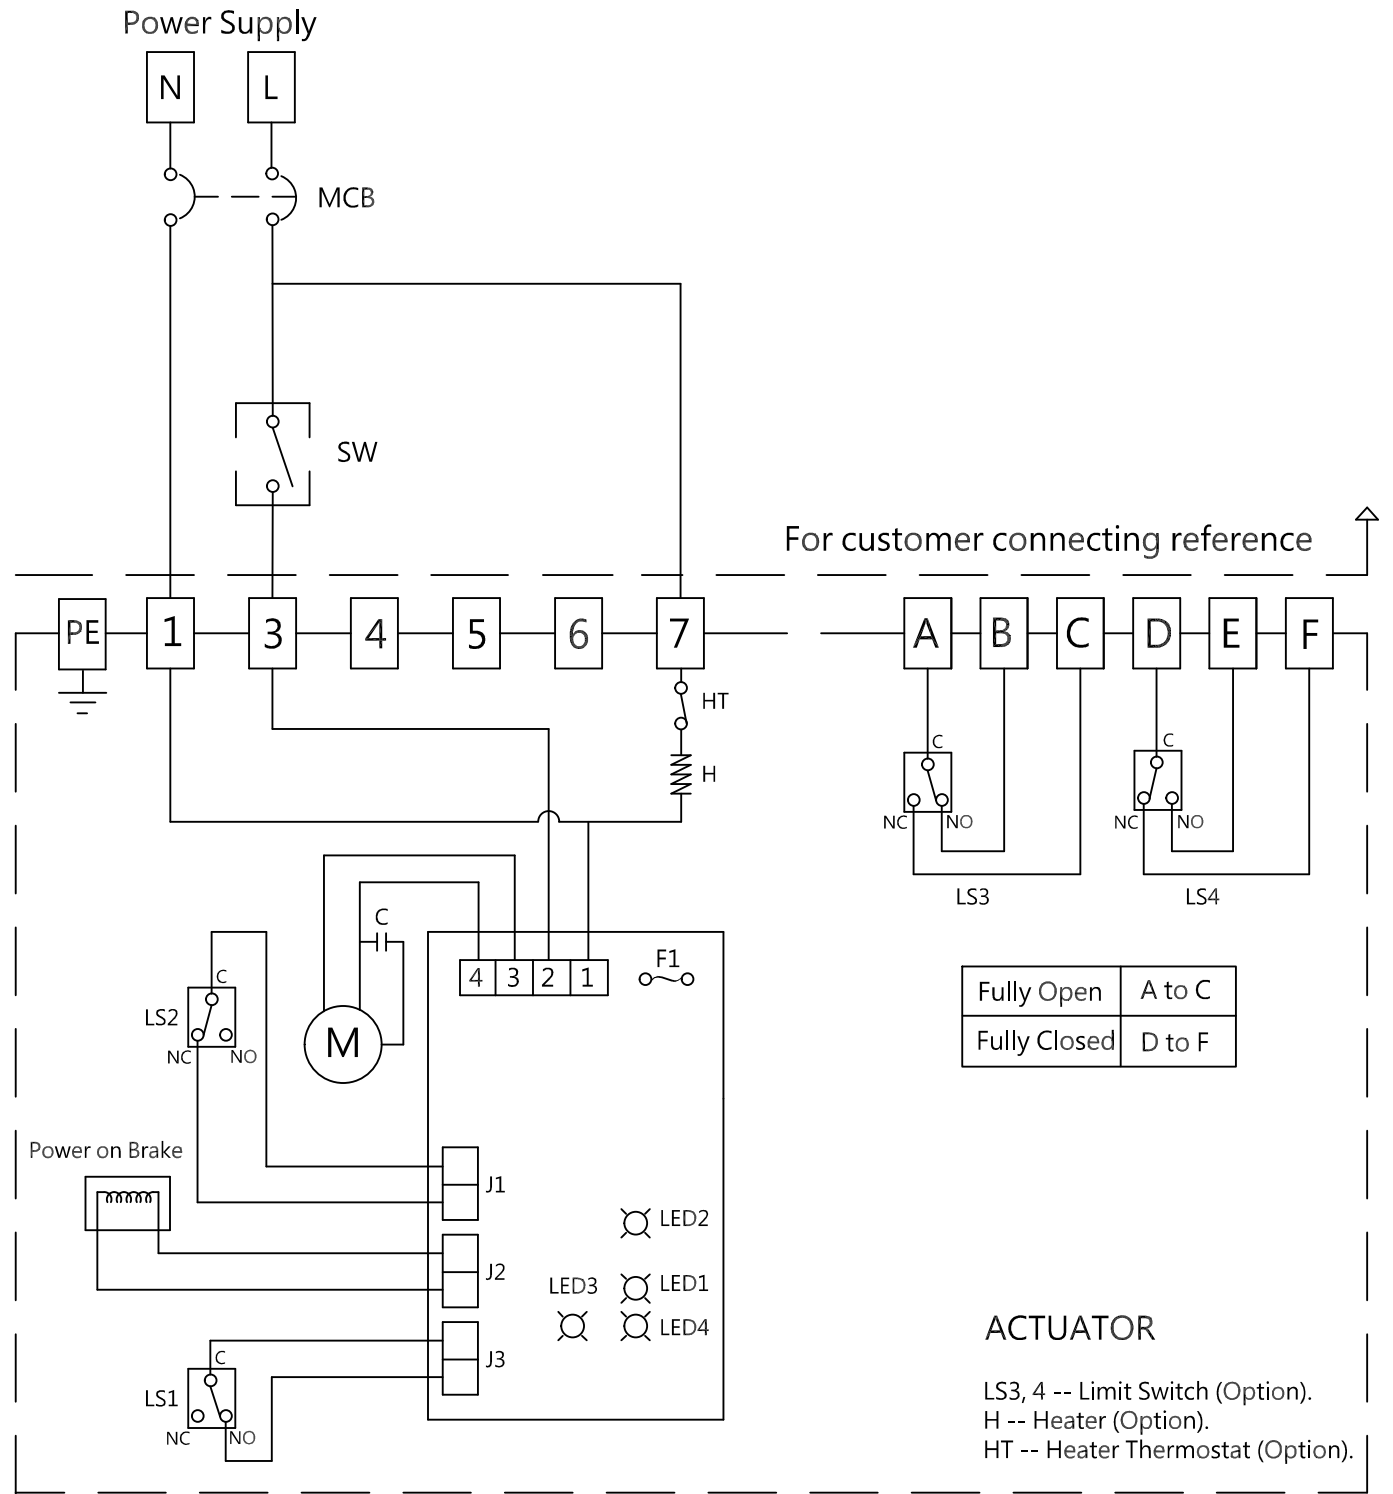 Power Supply
N L
MCB
SW
For customer connecting reference
PE 1 3 4 5 6 7 A B C D E F
HT
H
C C
NC NO NC NO
LS3 LS4
C
4 3 2 1 F1
C
LS2
NC NO
M
Fully Open A to C
Fully Closed D to F
Power on Brake
J1
LED2
J2
LED3 LED1
LED4
J3
C
LS1
NC NO
ACTUATOR
LS3, 4 -- Limit Switch (Option).
H -- Heater (Option).
HT -- Heater Thermostat (Option).